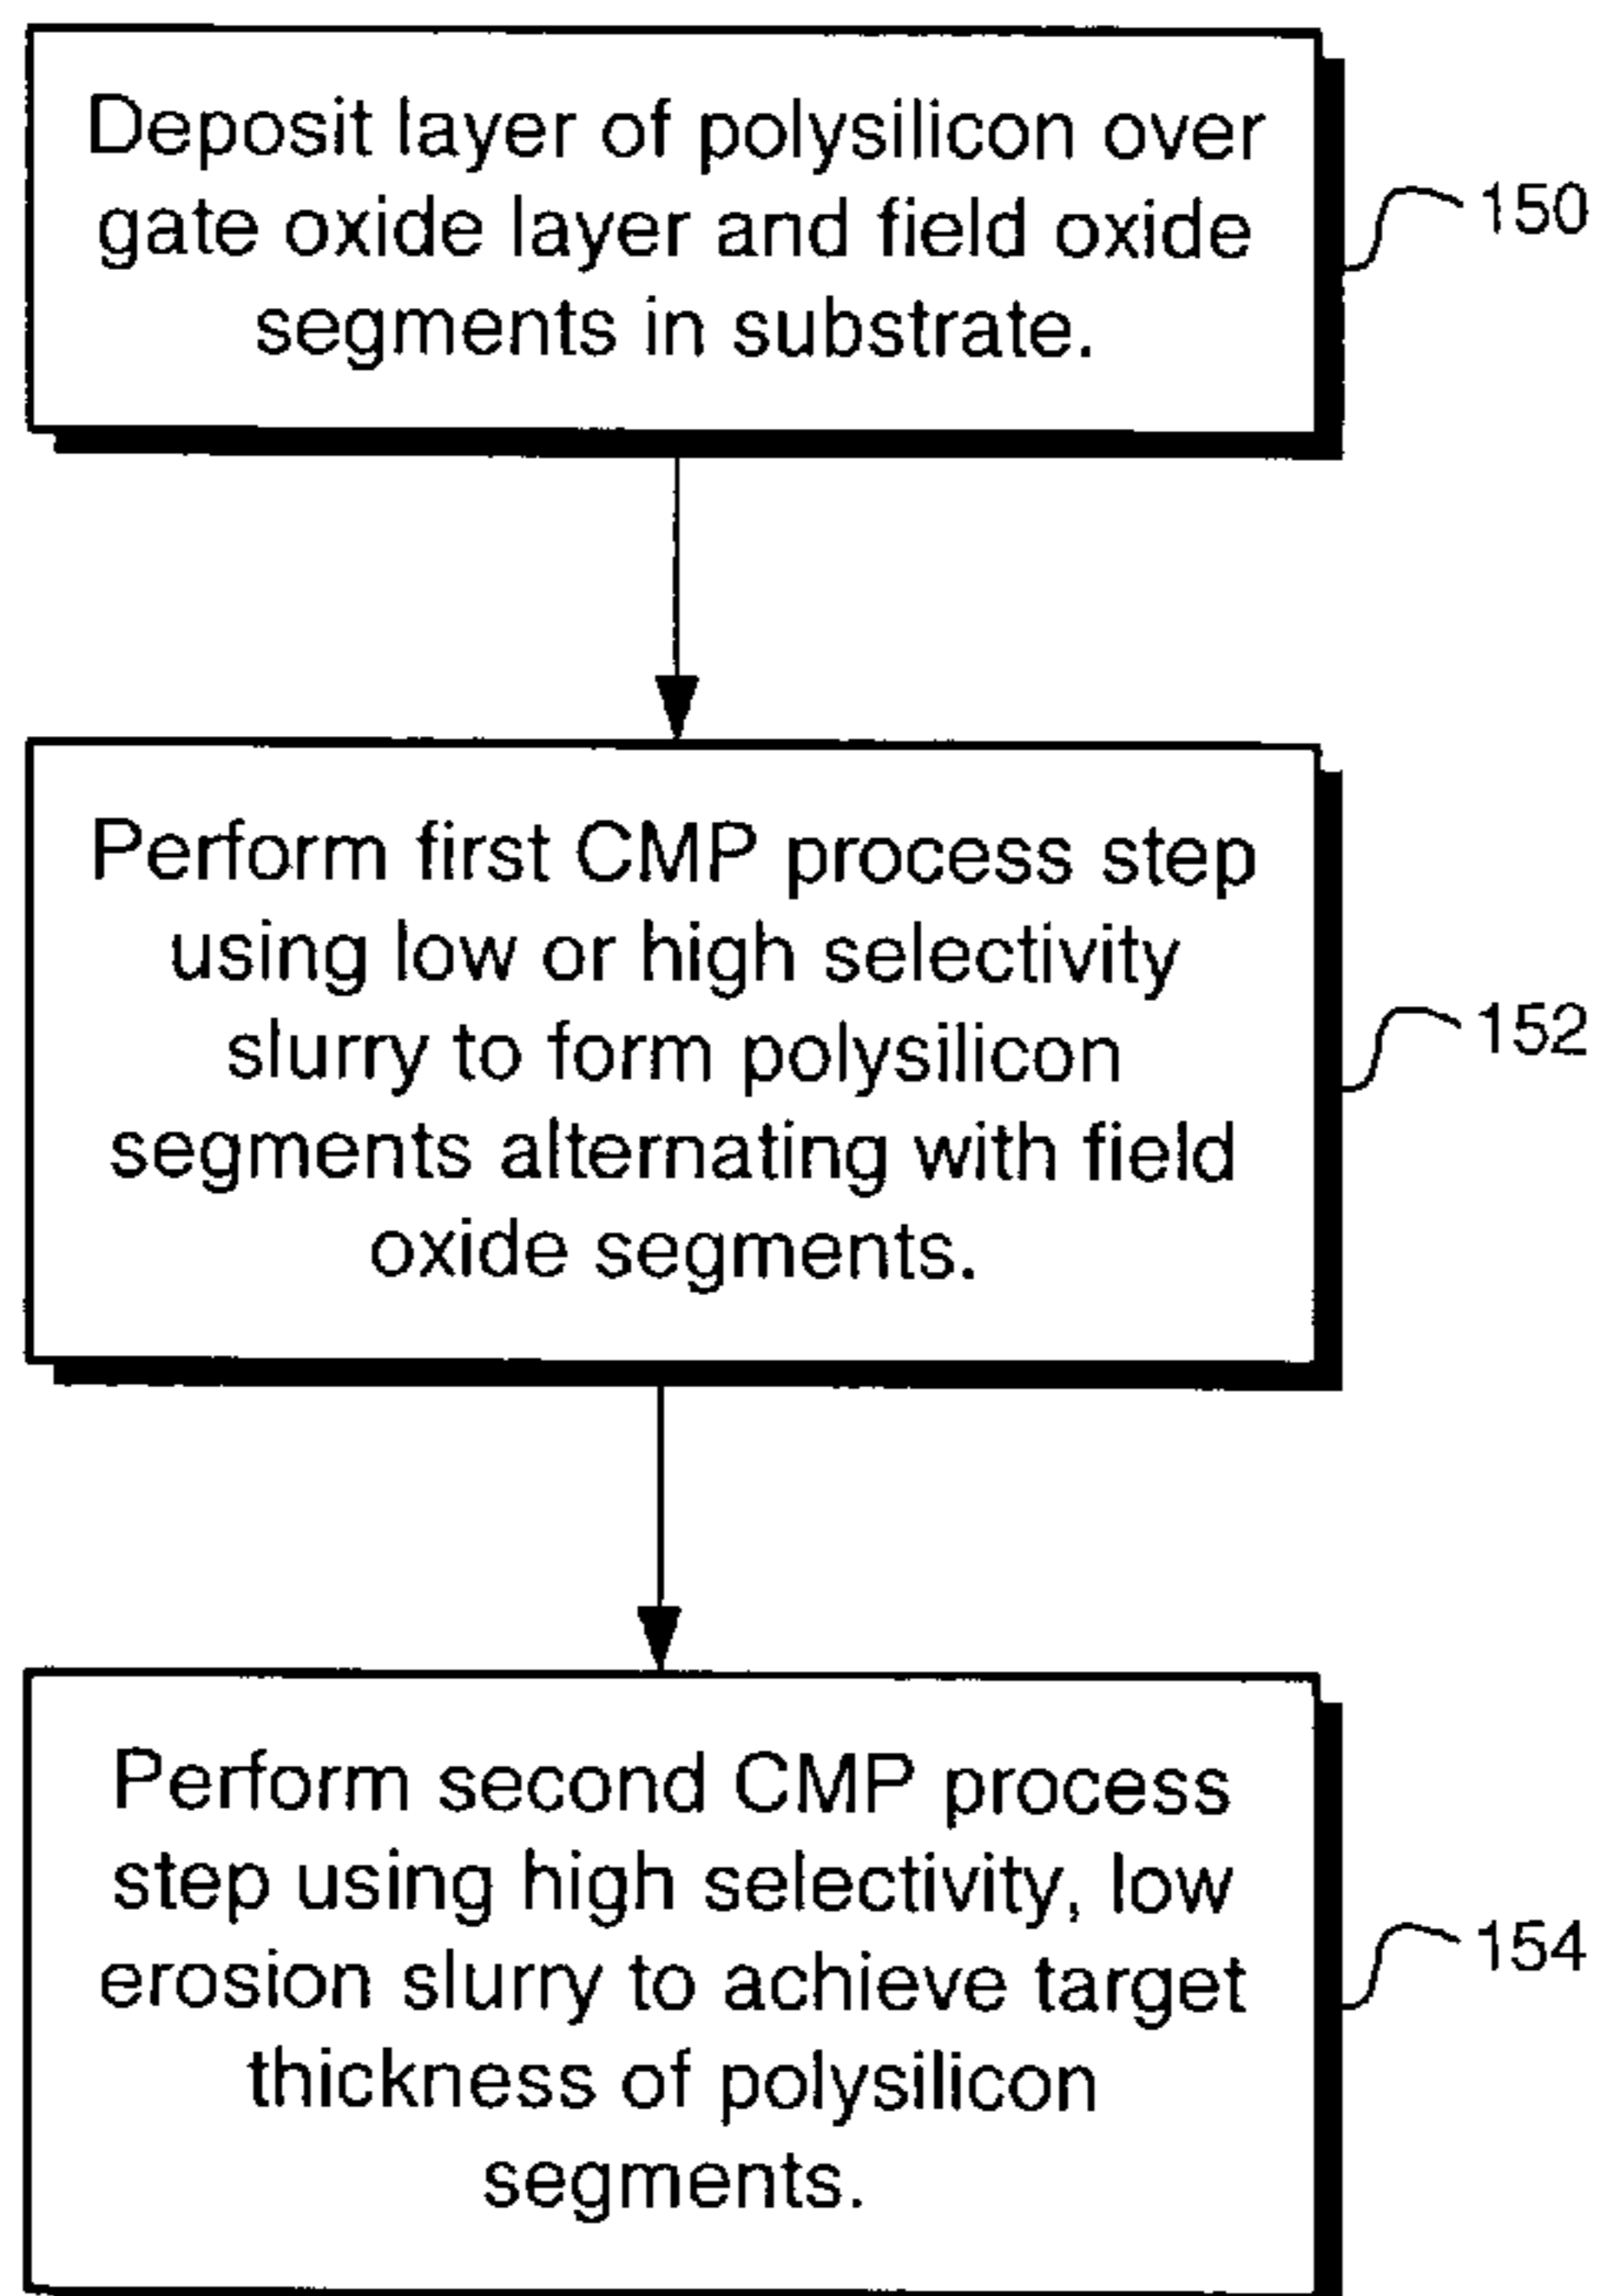 Deposit layer of polysilicon over
gate oxide layer and field oxide
segments in substrate.
150
Perform first CMP process step
using low or high selectivity
slurry to form polysilicon
segments alternating with field
oxide segments.
152
Perform second CMP process
step using high selectivity, low
erosion slurry to achieve target
thickness of polysilicon
segments.
154